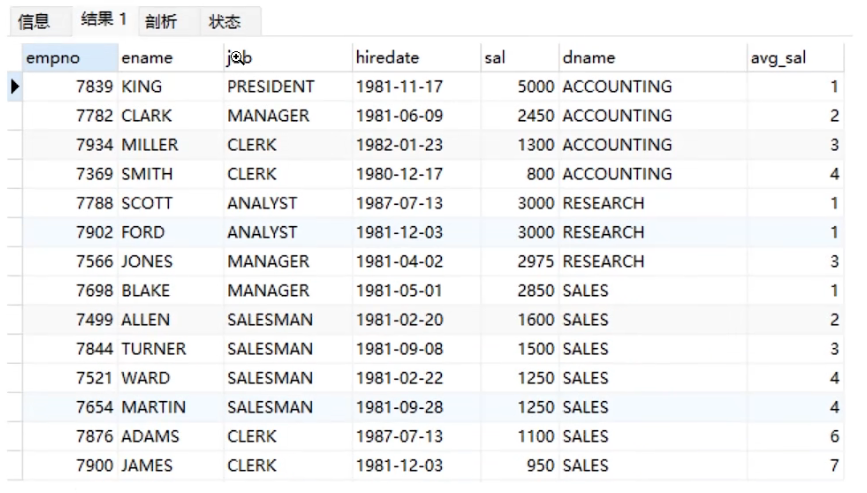 信息 结果 1 剖析 状态
empno ename job hiredate sal dname avg_sal
7839 KING PRESIDENT 1981-11-17 5000 ACCOUNTING 1
7782 CLARK MANAGER 1981-06-09 2450 ACCOUNTING 2
7934 MILLER CLERK 1982-01-23 1300 ACCOUNTING 3
7369 SMITH CLERK 1980-12-17 800 ACCOUNTING 4
7788 SCOTT ANALYST 1987-07-13 3000 RESEARCH 1
7902 FORD ANALYST 1981-12-03 3000 RESEARCH 1
7566 JONES MANAGER 1981-04-02 2975 RESEARCH 3
7698 BLAKE MANAGER 1981-05-01 2850 SALES 1
7499 ALLEN SALESMAN 1981-02-20 1600 SALES 2
7844 TURNER SALESMAN 1981-09-08 1500 SALES 3
7521 WARD SALESMAN 1981-02-22 1250 SALES 4
7654 MARTIN SALESMAN 1981-09-28 1250 SALES 4
7876 ADAMS CLERK 1987-07-13 1100 SALES 6
7900 JAMES CLERK 1981-12-03 950 SALES 7